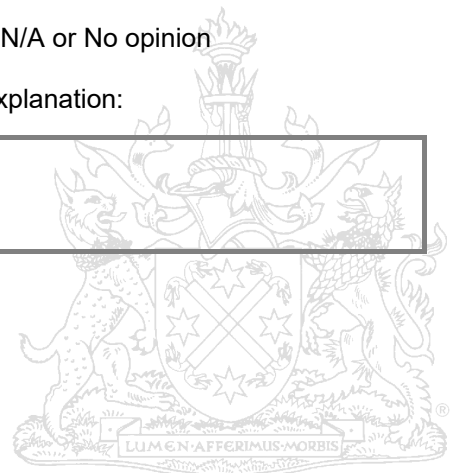 N/A or No opinion
xplanation:
LUMEN·AFFERIMUS·MORBIS
®